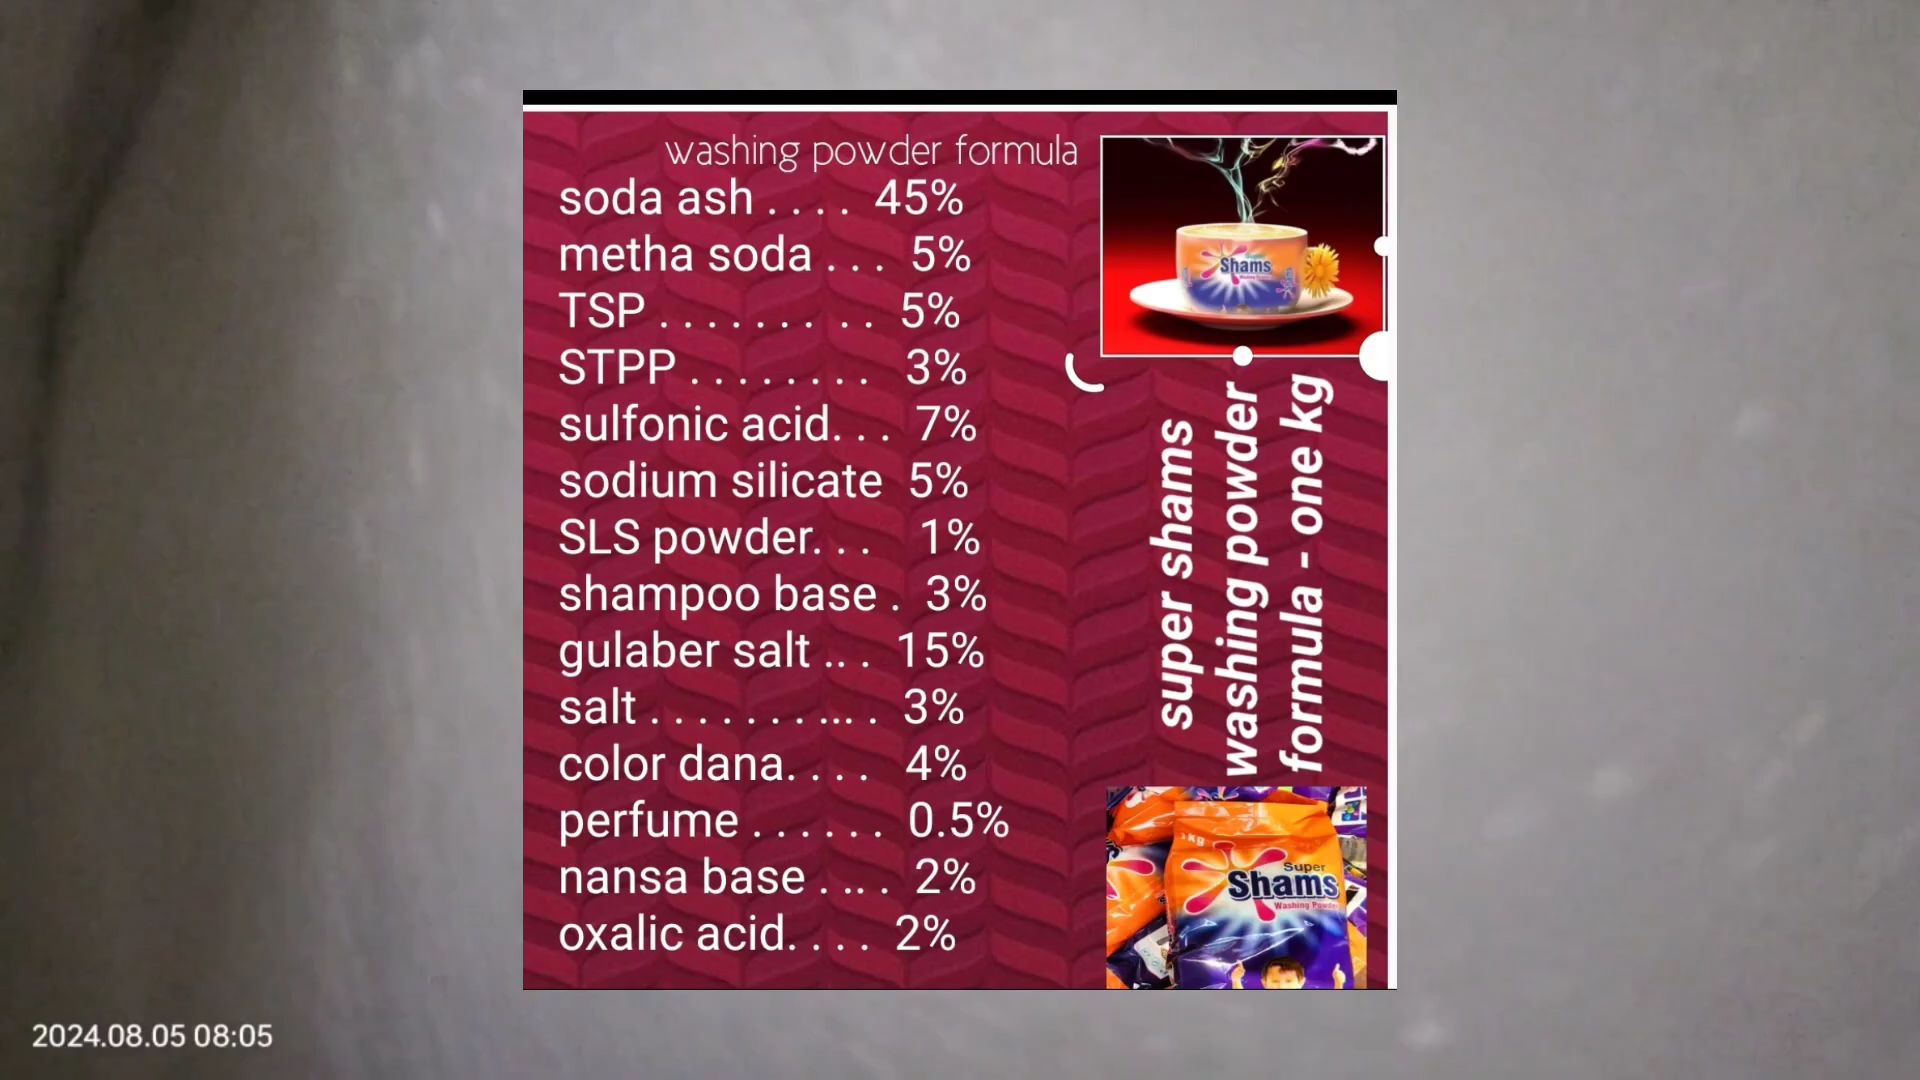 washing powder formula
soda ash . . . . 45%
metha soda . . . 5%
TSP . . . . . . . . . . 5%
STPP . . . . . . . . 3%
sulfonic acid. . . 7%
sodium silicate 5%
SLS powder. . . 1%
shampoo base . 3%
gulaber salt .. . 15%
salt . . . . . . . . ... . 3%
color dana. . . . 4%
perfume . . . . . . 0.5%
nansa base . .. . 2%
oxalic acid. . . . 2%
Shams
super shams
washing powder
formula - one kg
1 KG
Super
Shams
Washing Powder
2024.08.05 08:05